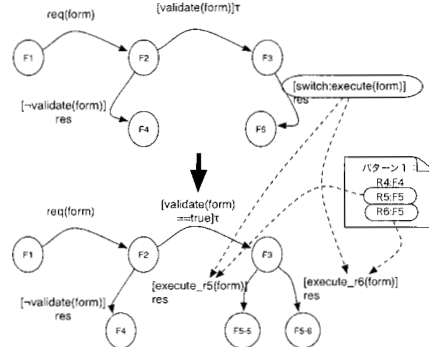 req(form)
[validate(form)]τ
F1
F2
F3
[switch:execute(form)]
res
[¬validate(form)]
res
F4
F5
パターン1:
R4:F4
R5:F5
R6:F5
req(form)
[validate(form)
==true]τ
F1
F2
F3
[¬validate(form)]
res
[execute_r5(form)]
res
[execute_r6(form)]
res
F4
F5-5
F5-6